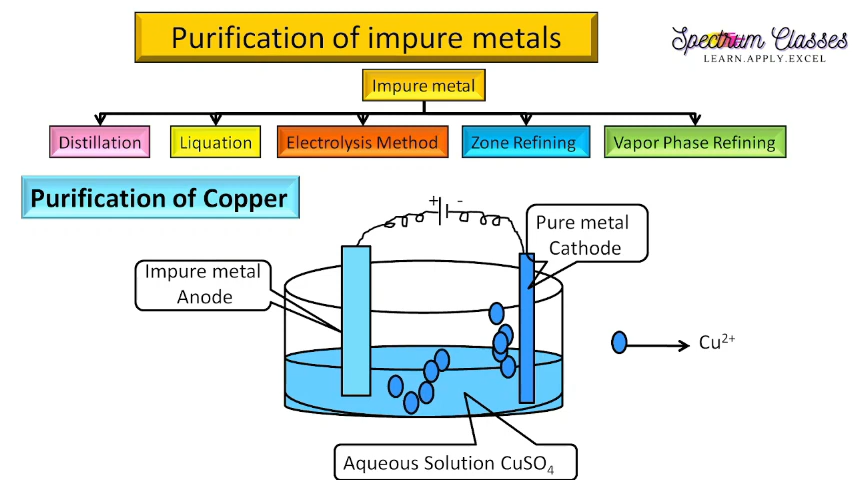 Purification of impure metals
Spectrum Classes
LEARN.APPLY.EXCEL
Impure metal
Distillation
Liquation
Electrolysis Method
Zone Refining
Vapor Phase Refining
Purification of Copper
+ -
Pure metal
Cathode
Impure metal
Anode
Cu²⁺
Aqueous Solution CuSO₄